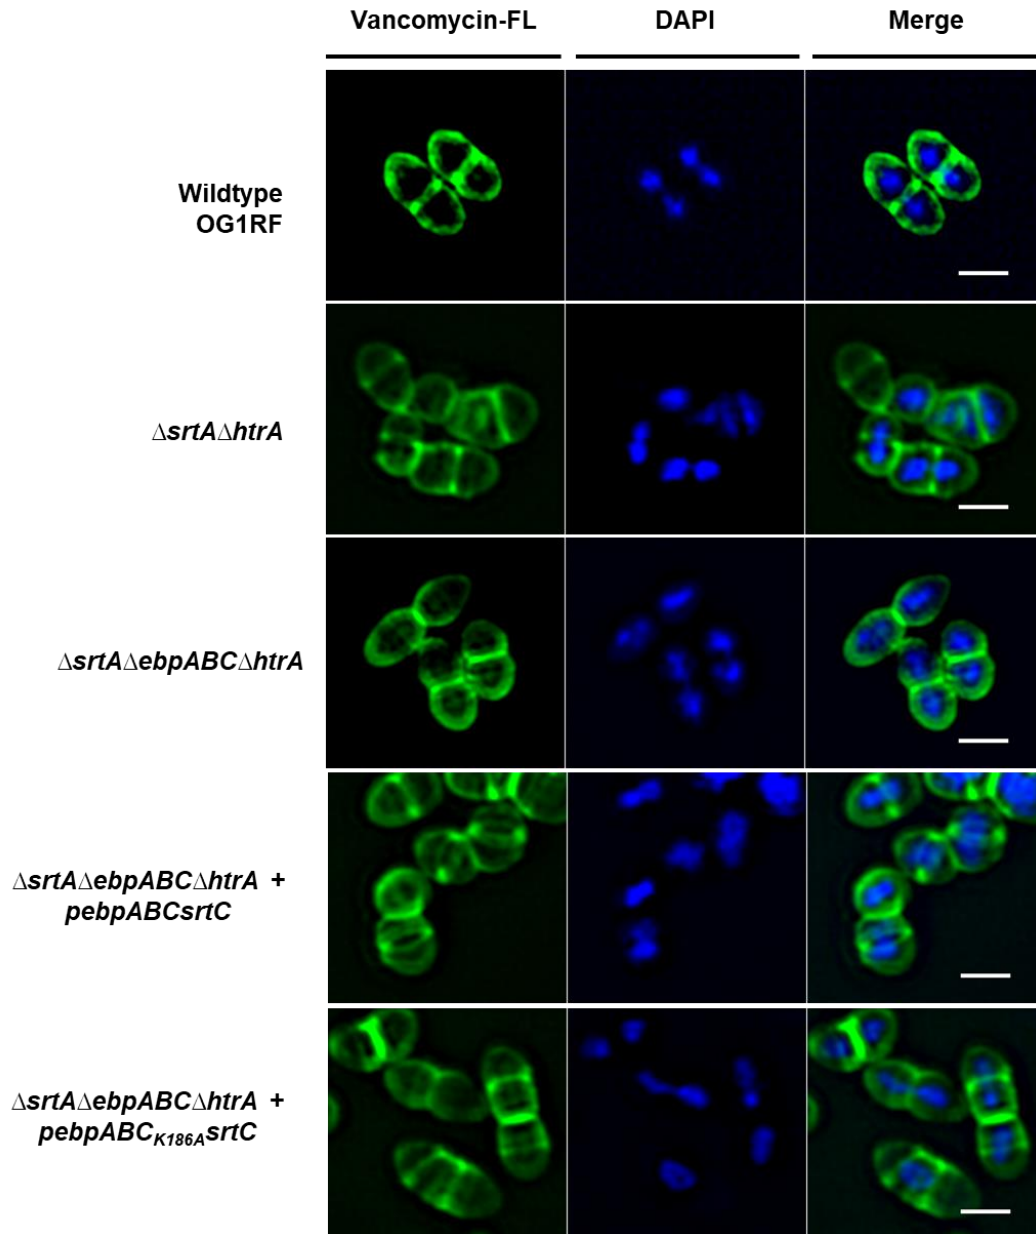 Vancomycin-FL DAPI Merge
Wildtype
OG1RF
ΔsrtAΔhtrA
ΔsrtAΔebpABCΔhtrA
ΔsrtAΔebpABCΔhtrA +
pebpABCsrtC
ΔsrtAΔebpABCΔhtrA +
pebpABCK186AsrtC